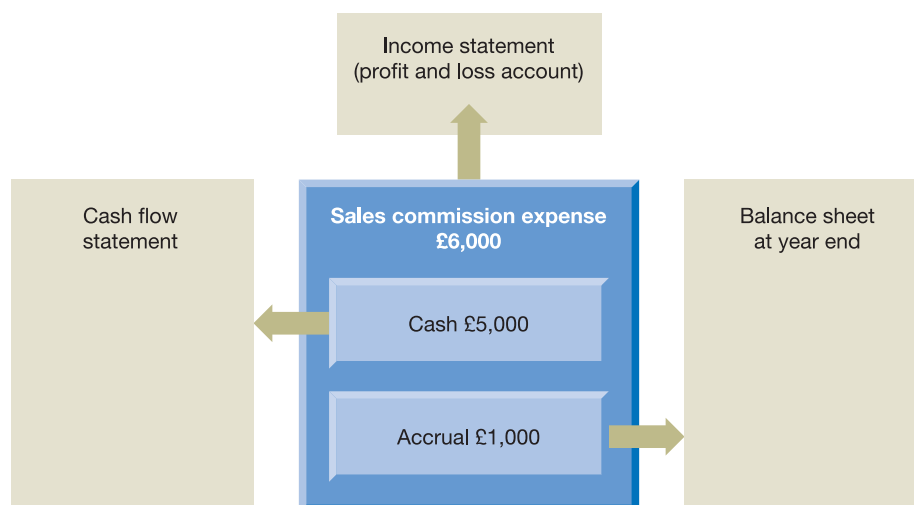 Income statement
(profit and loss account)
Cash flow
statement
Sales commission expense
£6,000
Balance sheet
at year end
Cash £5,000
Accrual £1,000